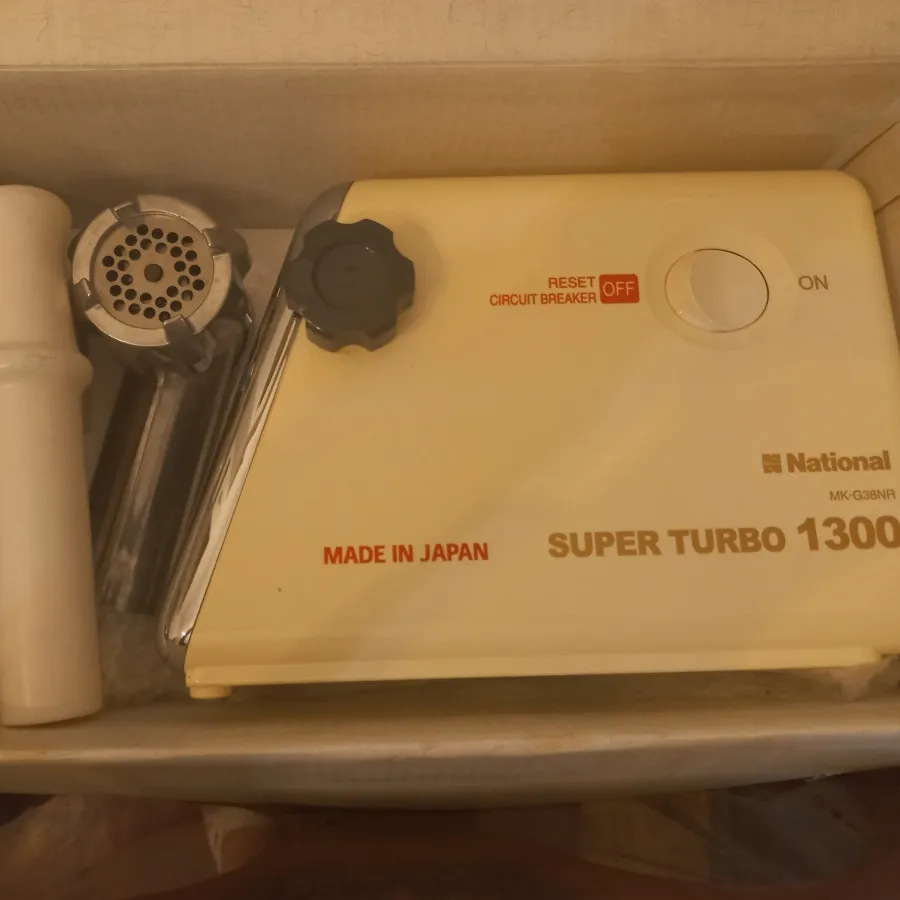 RESET
CIRCUIT BREAKER
OFF
ON
National
MK-G38NR
MADE IN JAPAN
SUPER TURBO 1300